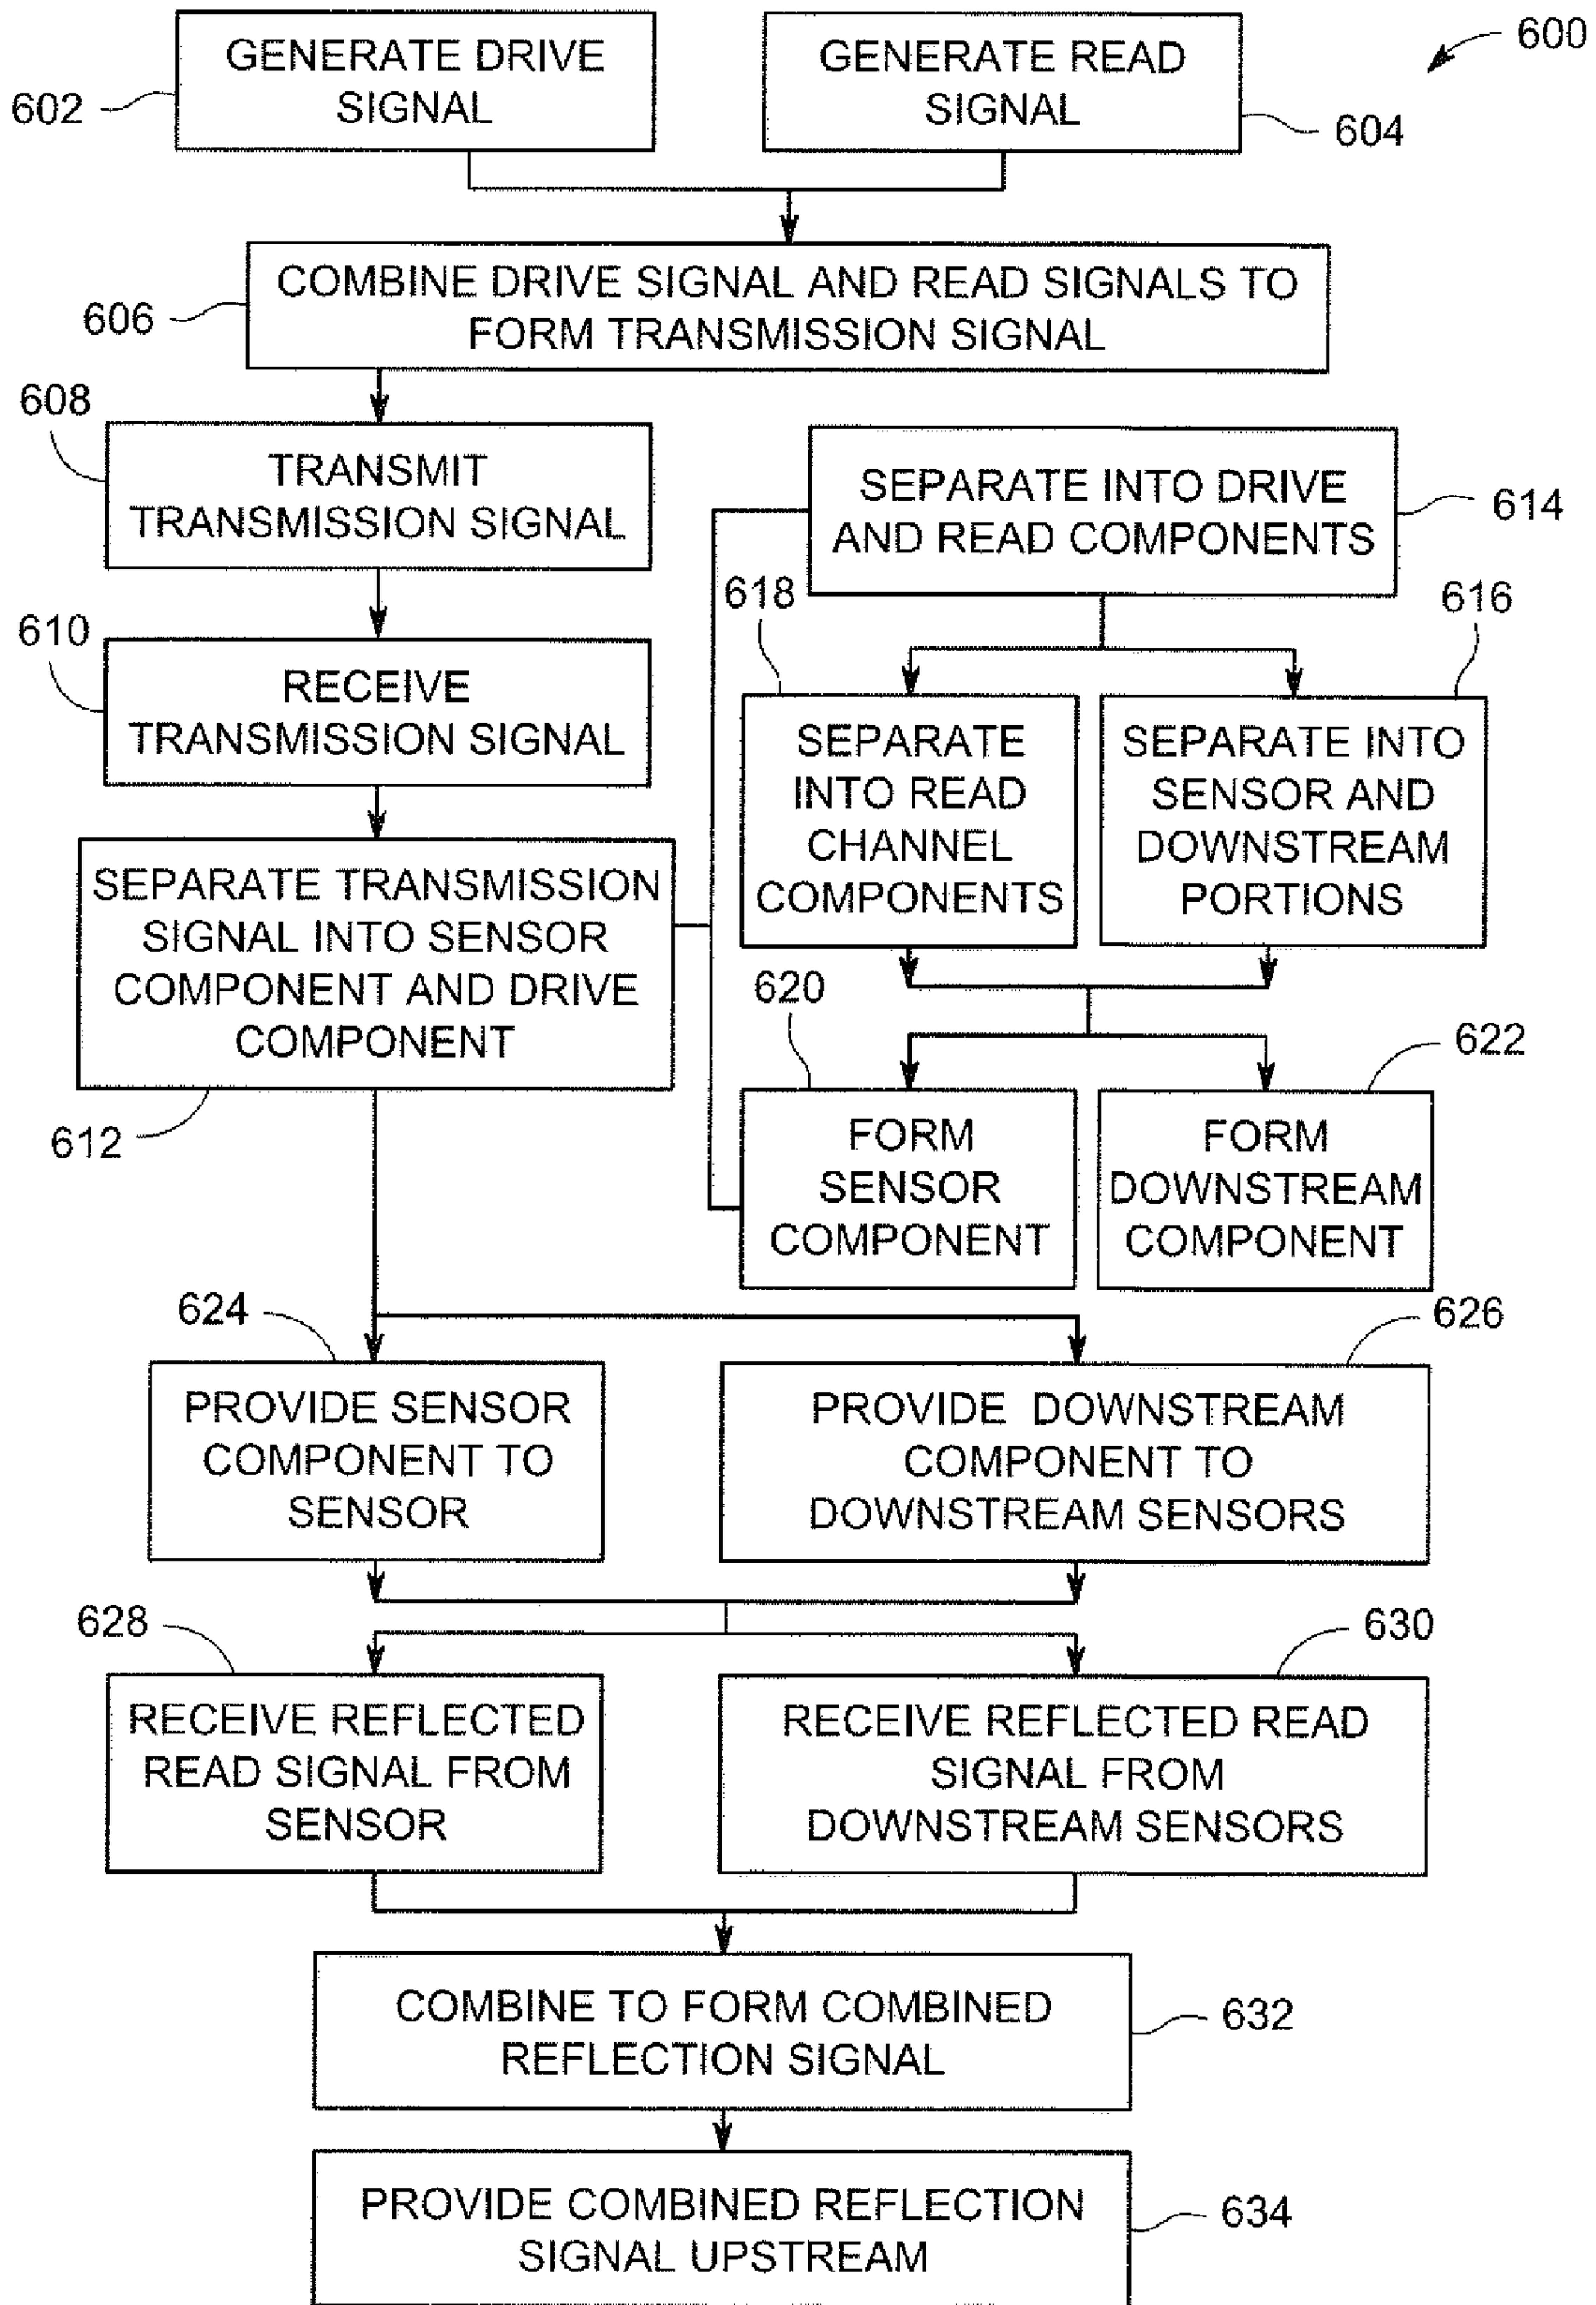 600
GENERATE DRIVE
SIGNAL
602
GENERATE READ
SIGNAL
604
COMBINE DRIVE SIGNAL AND READ SIGNALS TO
FORM TRANSMISSION SIGNAL
606
608
TRANSMIT
TRANSMISSION SIGNAL
SEPARATE INTO DRIVE
AND READ COMPONENTS
614
610
RECEIVE
TRANSMISSION SIGNAL
618
SEPARATE
INTO READ
CHANNEL
COMPONENTS
616
SEPARATE INTO
SENSOR AND
DOWNSTREAM
PORTIONS
SEPARATE TRANSMISSION
SIGNAL INTO SENSOR
COMPONENT AND DRIVE
COMPONENT
612
620
FORM
SENSOR
COMPONENT
622
FORM
DOWNSTREAM
COMPONENT
624
PROVIDE SENSOR
COMPONENT TO
SENSOR
626
PROVIDE DOWNSTREAM
COMPONENT TO
DOWNSTREAM SENSORS
628
RECEIVE REFLECTED
READ SIGNAL FROM
SENSOR
630
RECEIVE REFLECTED READ
SIGNAL FROM
DOWNSTREAM SENSORS
COMBINE TO FORM COMBINED
REFLECTION SIGNAL
632
PROVIDE COMBINED REFLECTION
SIGNAL UPSTREAM
634